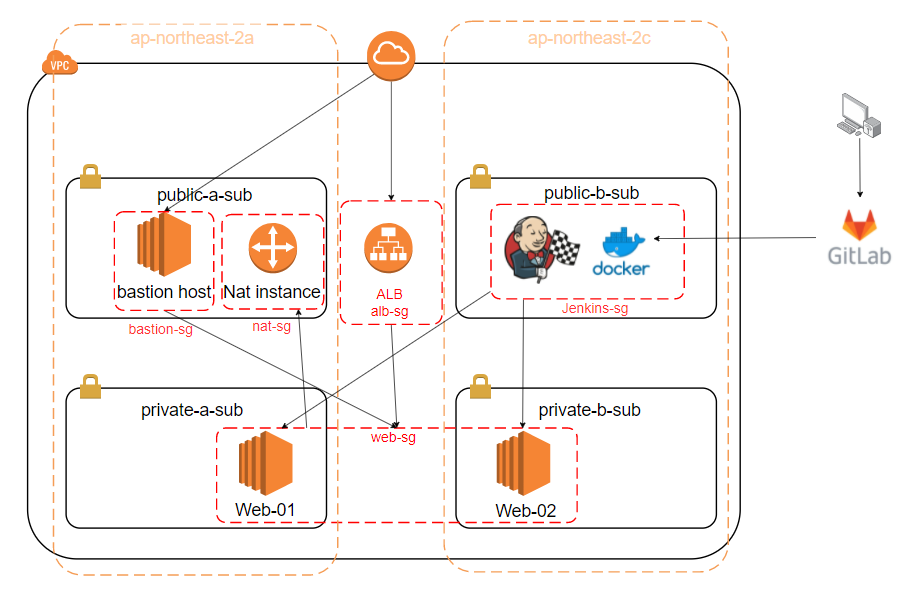 ap-northeast-2a
ap-northeast-2c
VPC
public-a-sub
public-b-sub
bastion host
Nat instance
ALB
alb-sg
docker
GitLab
bastion-sg
nat-sg
Jenkins-sg
private-a-sub
private-b-sub
web-sg
Web-01
Web-02